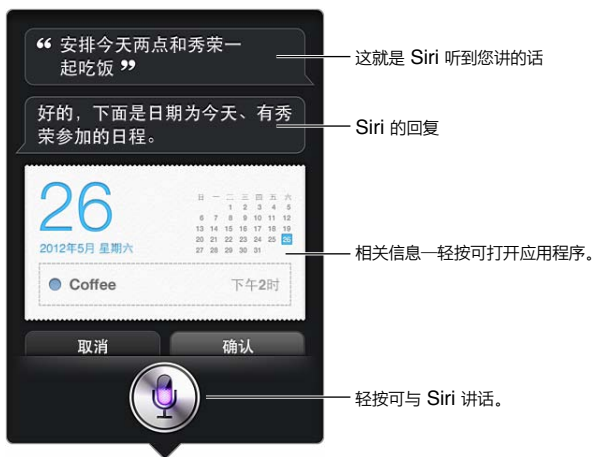 “ 安排今天两点和秀荣一
起吃饭 ”
这就是 Siri 听到您讲的话
好的，下面是日期为今天、有秀
荣参加的日程。
Siri 的回复
26
2012年5月 星期六
日 一 二 三 四 五 六
1 2 3 4 5
6 7 8 9 10 11 12
13 14 15 16 17 18 19
20 21 22 23 24 25 26
27 28 29 30 31
相关信息—轻按可打开应用程序。
Coffee 下午2时
取消 确认
轻按可与 Siri 讲话。